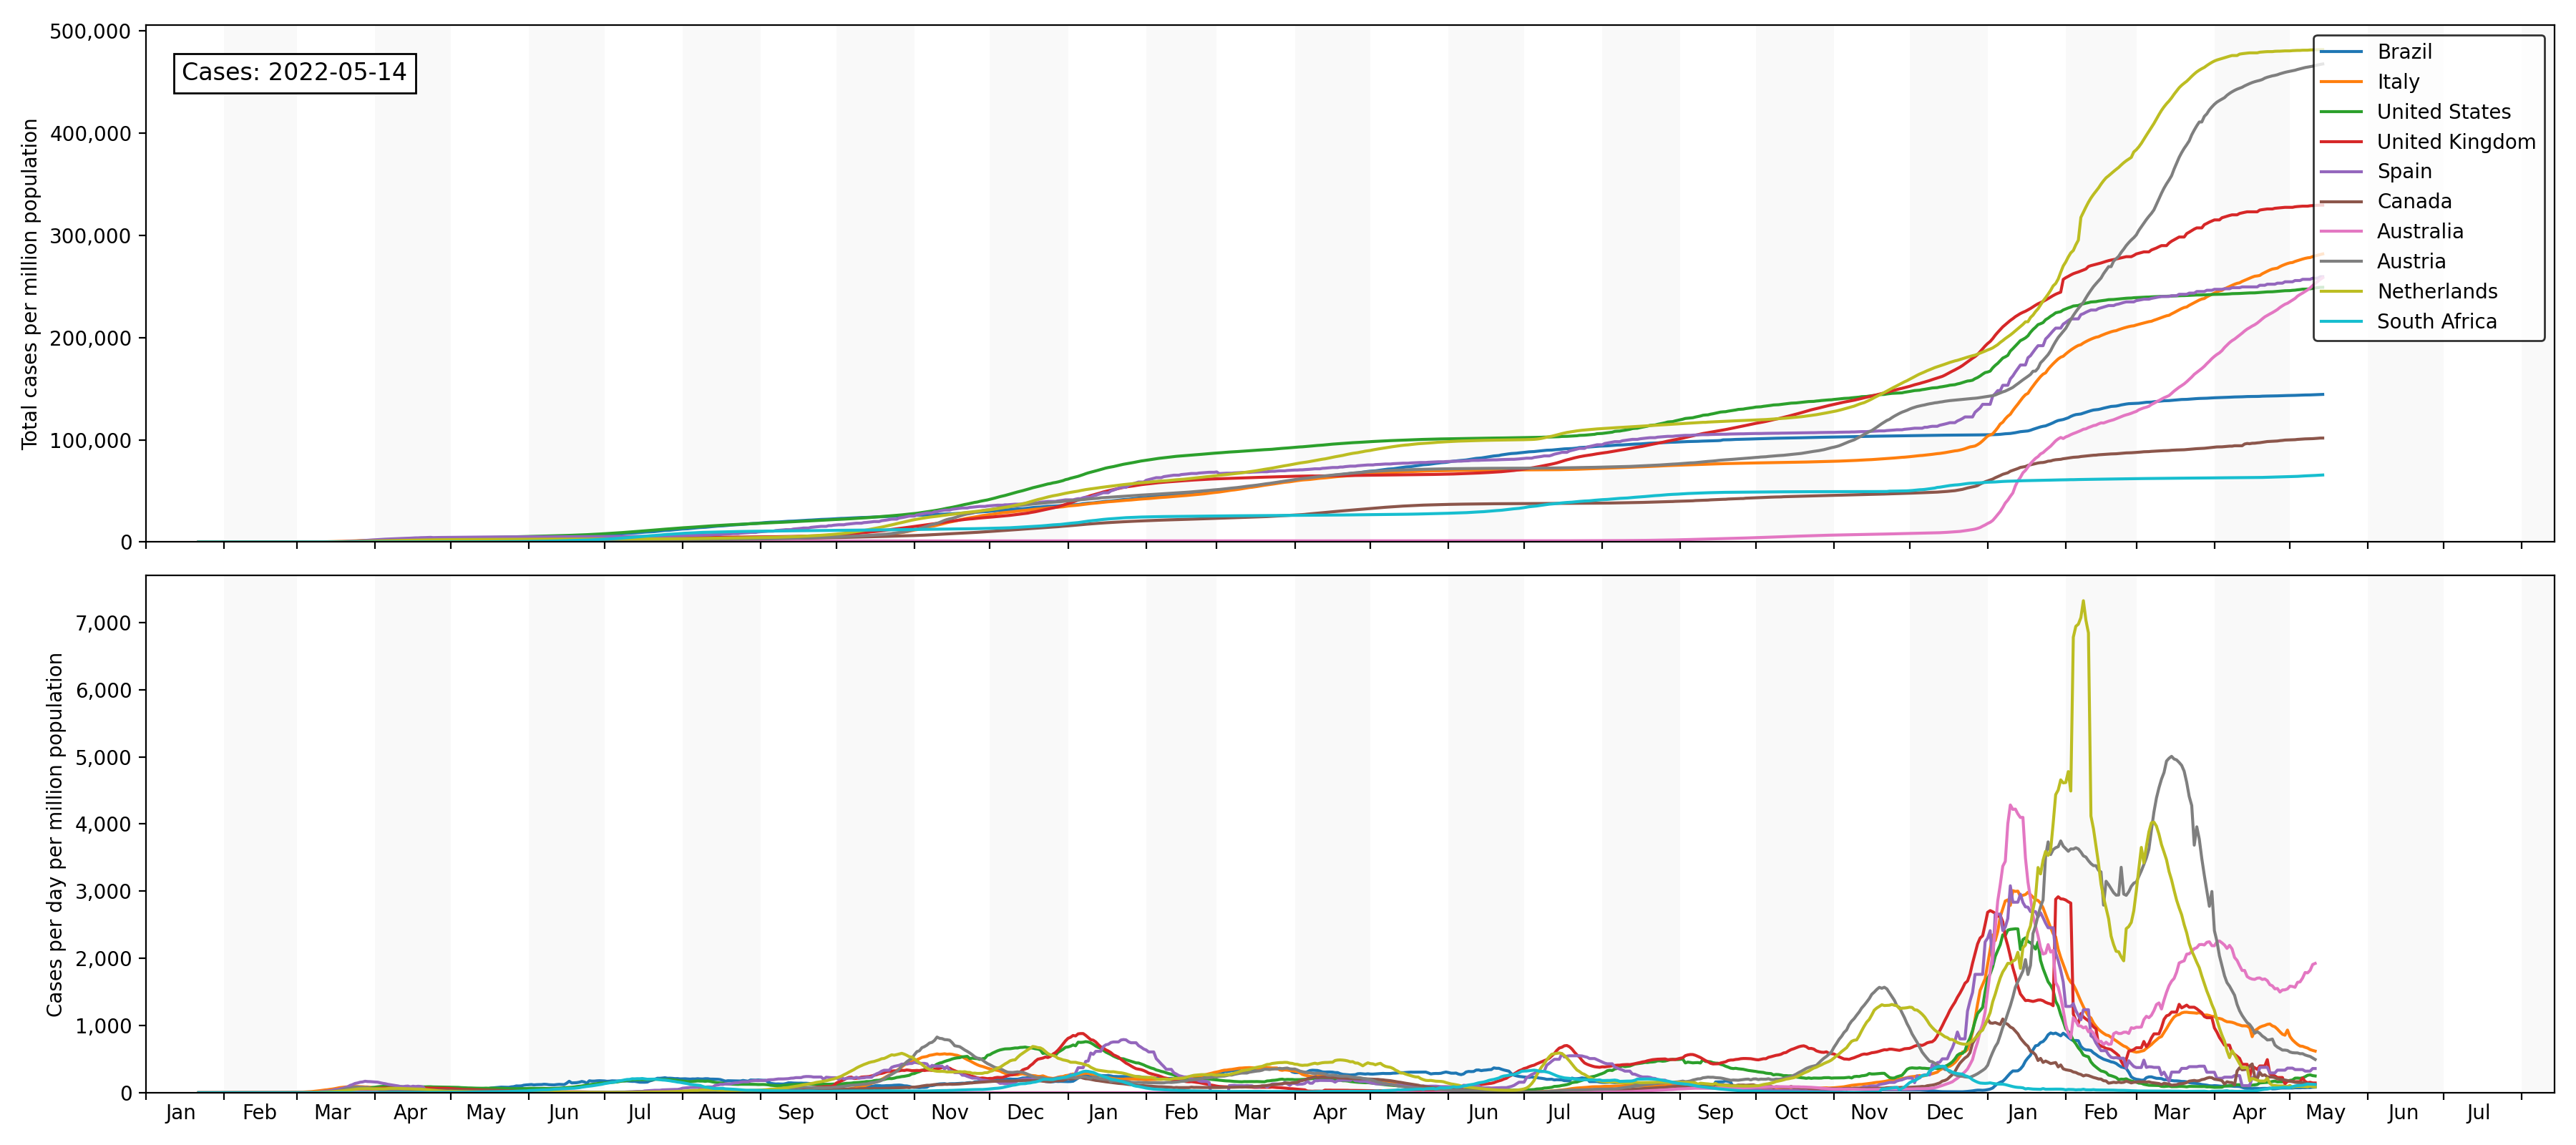 500,000
400,000
300,000
200,000
100,000
0
Total cases per million population
Cases: 2022-05-14
Brazil
Italy
United States
United Kingdom
Spain
Canada
Australia
Austria
Netherlands
South Africa
7,000
6,000
5,000
4,000
3,000
2,000
1,000
0
Cases per day per million population
Jan Feb Mar Apr May Jun Jul Aug Sep Oct Nov Dec Jan Feb Mar Apr May Jun Jul Aug Sep Oct Nov Dec Jan Feb Mar Apr May Jun Jul